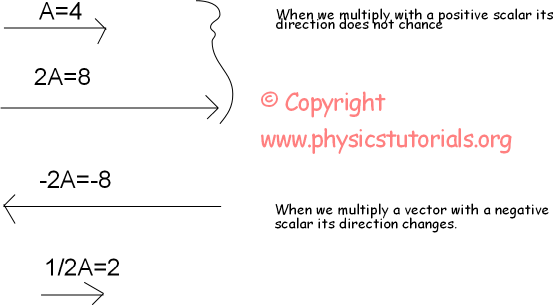 A=4
When we multiply with a positive scalar its
direction does not chance
2A=8
© Copyright
www.physicstutorials.org
-2A=-8
When we multiply a vector with a negative
scalar its direction changes.
1/2A=2